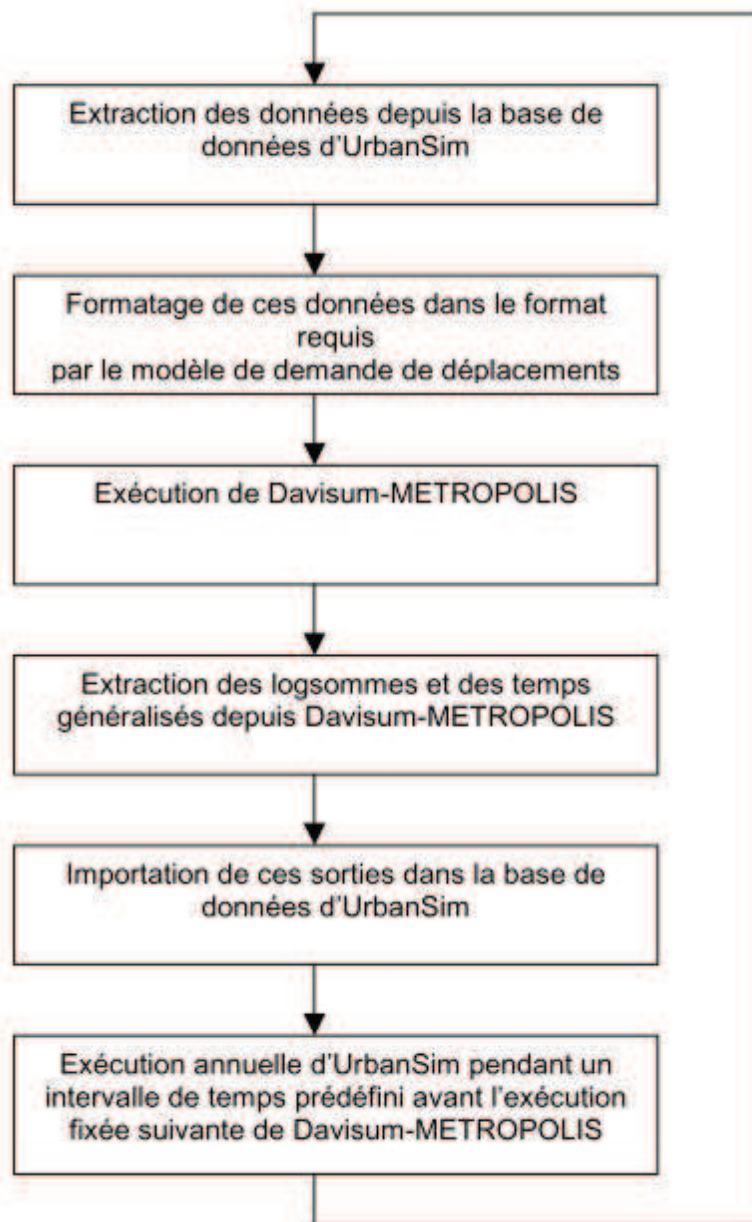 Extraction des données depuis la base de
données d'UrbanSim
Formatage de ces données dans le format
requis
par le modèle de demande de déplacements
Exécution de Davisum-METROPOLIS
Extraction des logsommes et des temps
généralisés depuis Davisum-METROPOLIS
Importation de ces sorties dans la base de
données d'UrbanSim
Exécution annuelle d'UrbanSim pendant un
intervalle de temps prédéfini avant l'exécution
fixée suivante de Davisum-METROPOLIS